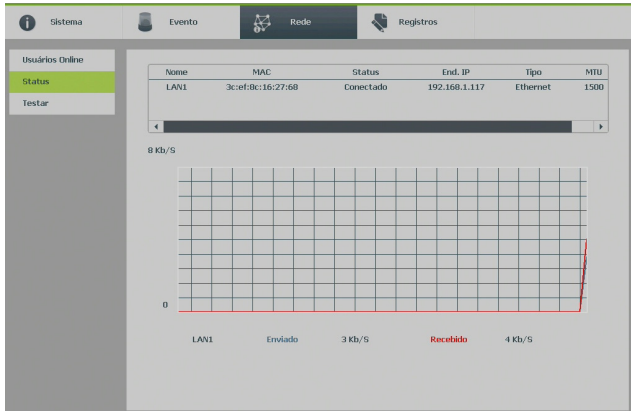 Sistema Evento Rede Registros
Usuários Online
Status
Testar
Nome MAC Status End. IP Tipo MTU
LAN1 3c:ef:8c:16:27:68 Conectado 192.168.1.117 Ethernet 1500
8 Kb/S
0
LAN1 Enviado 3 Kb/S Recebido 4 Kb/S